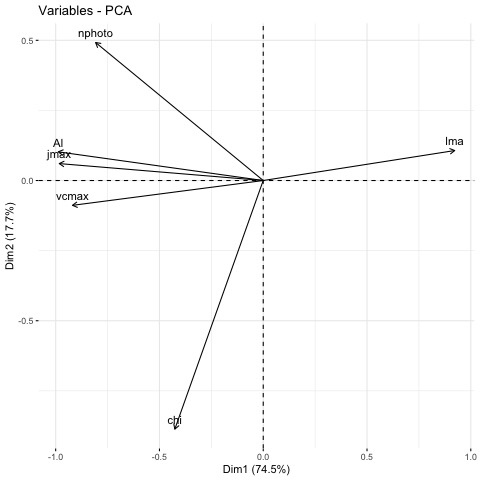 Variables - PCA
nphoto
0.5
Al
lma
jmax
0.0
vcmax
-0.5
chi
-1.0
-0.5
0.0
0.5
1.0
Dim1 (74.5%)
Dim2 (17.7%)